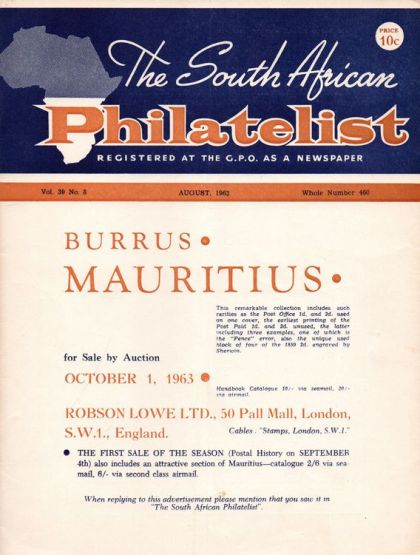 PRICE
10c
The South African
Philatelist
REGISTERED AT THE G.P.O. AS A NEWSPAPER
Vol. 39 No. 8 AUGUST, 1963 Whole Number 460
BURRUS •
MAURITIUS •
This remarkable collection includes such
rarities as the Post Office 1d. and 2d. used
on one cover, the earliest printing of the
Post Paid 1d. and 2d. unused, the latter
including three examples, one of which is
the "Pence" error, also the unique used
block of four of the 1859 2d. engraved by
Sherwin.
for Sale by Auction
OCTOBER 1, 1963 •
Handbook Catalogue 10/- via seamail, 20/-
via airmail.
ROBSON LOWE LTD., 50 Pall Mall, London,
S.W.1., England. Cables: "Stamps, London, S.W.1."
• THE FIRST SALE OF THE SEASON (Postal History on SEPTEMBER
4th) also includes an attractive section of Mauritius—catalogue 2/6 via sea-
mail, 6/- via second class airmail.
When replying to this advertisement please mention that you saw it in
"The South African Philatelist".